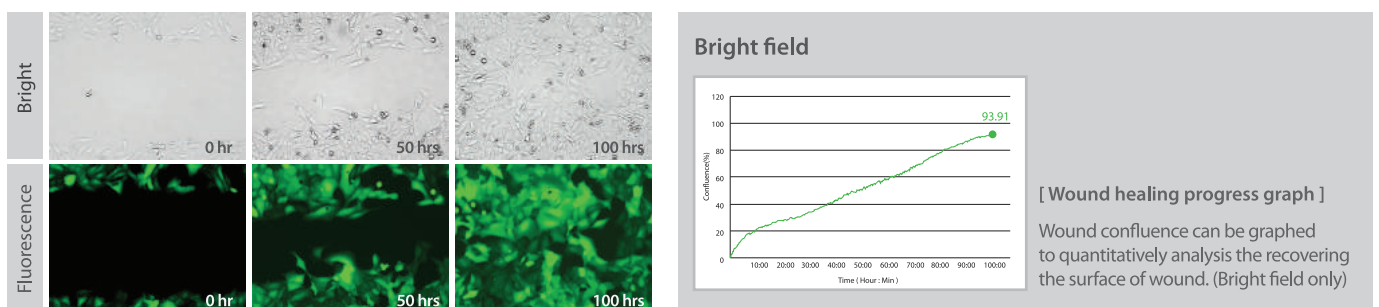 Bright
0 hr
50 hrs
100 hrs
Fluorescence
0 hr
50 hrs
100 hrs
Bright field
120
100
80
60
40
20
0
Confluence(%)
93.91
10:00 20:00 30:00 40:00 50:00 60:00 70:00 80:00 90:00 100:00
Time ( Hour : Min )
[ Wound healing progress graph ]
Wound confluence can be graphed
to quantitatively analysis the recovering
the surface of wound. (Bright field only)